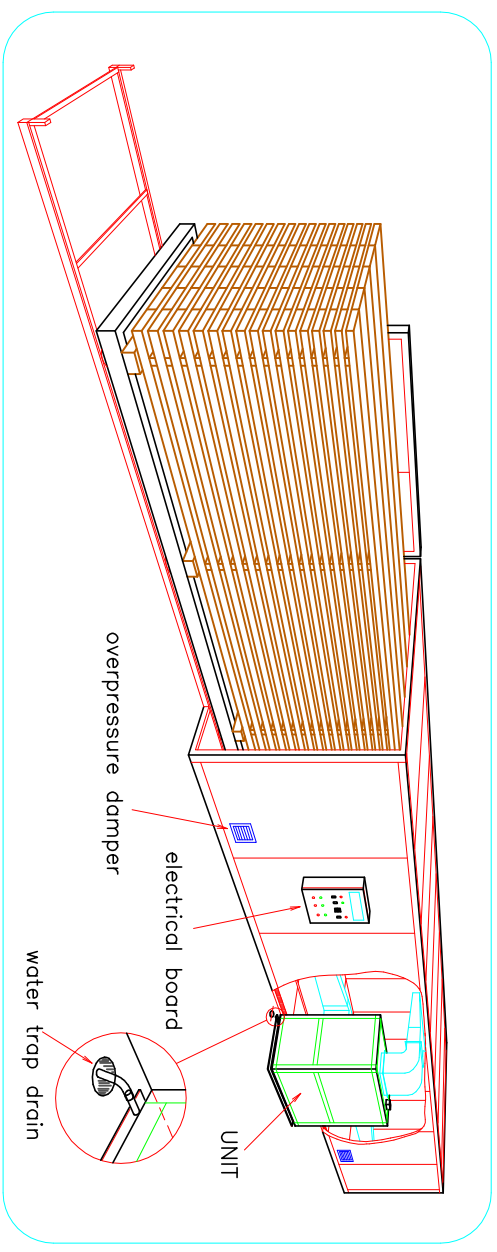 overpressure damper
electrical board
water trap drain
UNIT